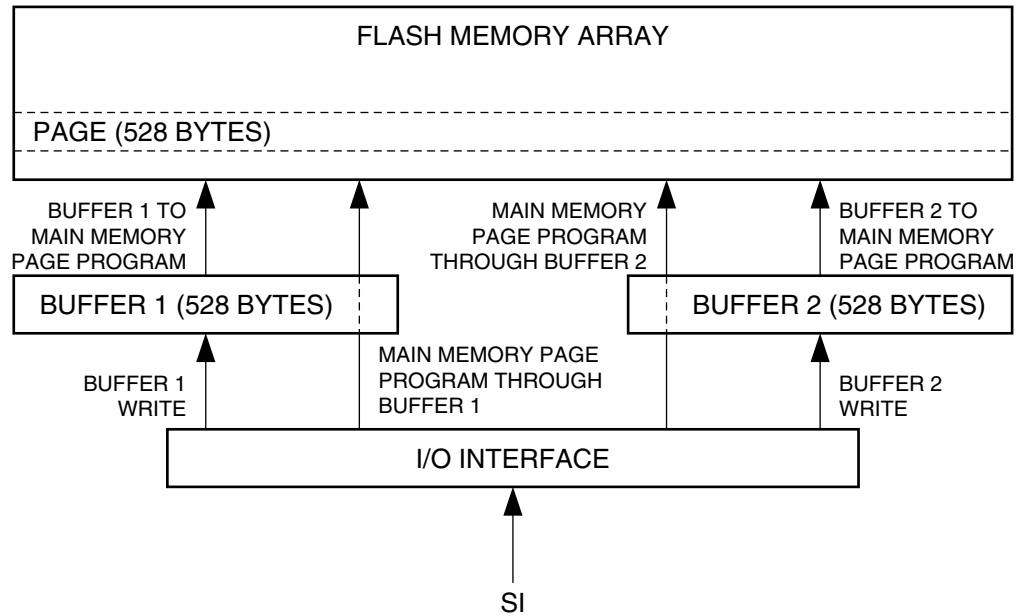 FLASH MEMORY ARRAY
PAGE (528 BYTES)
BUFFER 1 TO
MAIN MEMORY
PAGE PROGRAM
MAIN MEMORY
PAGE PROGRAM
THROUGH BUFFER 2
BUFFER 2 TO
MAIN MEMORY
PAGE PROGRAM
BUFFER 1 (528 BYTES)
BUFFER 2 (528 BYTES)
BUFFER 1
WRITE
MAIN MEMORY PAGE
PROGRAM THROUGH
BUFFER 1
BUFFER 2
WRITE
I/O INTERFACE
SI